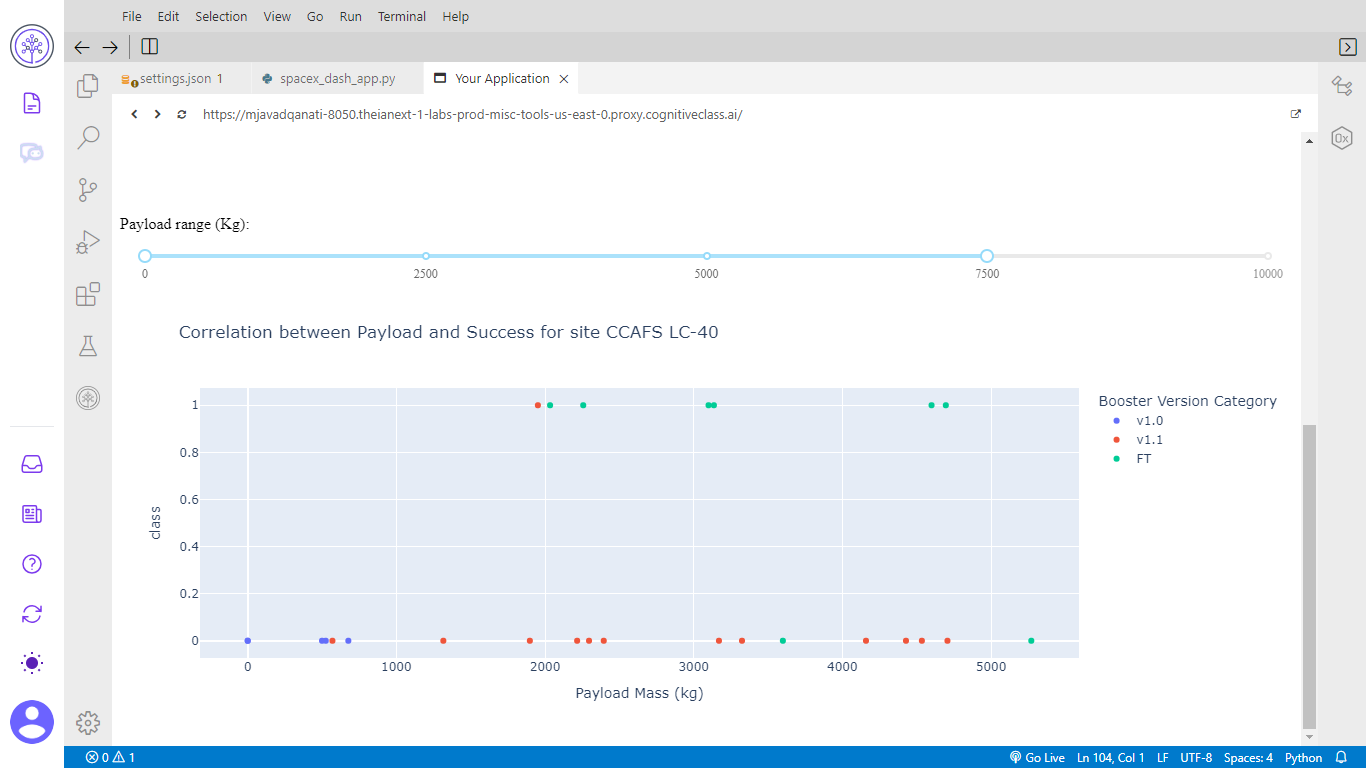 File Edit Selection View Go Run Terminal Help
settings.json 1 spacex_dash_app.py Your Application
https://mjavadqanati-8050.theianext-1-labs-prod-misc-tools-us-east-0.proxy.cognitiveclass.ai/
0x
Payload range (Kg):
0 2500 5000 7500 10000
Correlation between Payload and Success for site CCAFS LC-40
Booster Version Category
v1.0
v1.1
FT
1
0.8
0.6
0.4
0.2
0
class
0 1000 2000 3000 4000 5000
Payload Mass (kg)
0 1 Go Live Ln 104, Col 1 LF UTF-8 Spaces: 4 Python